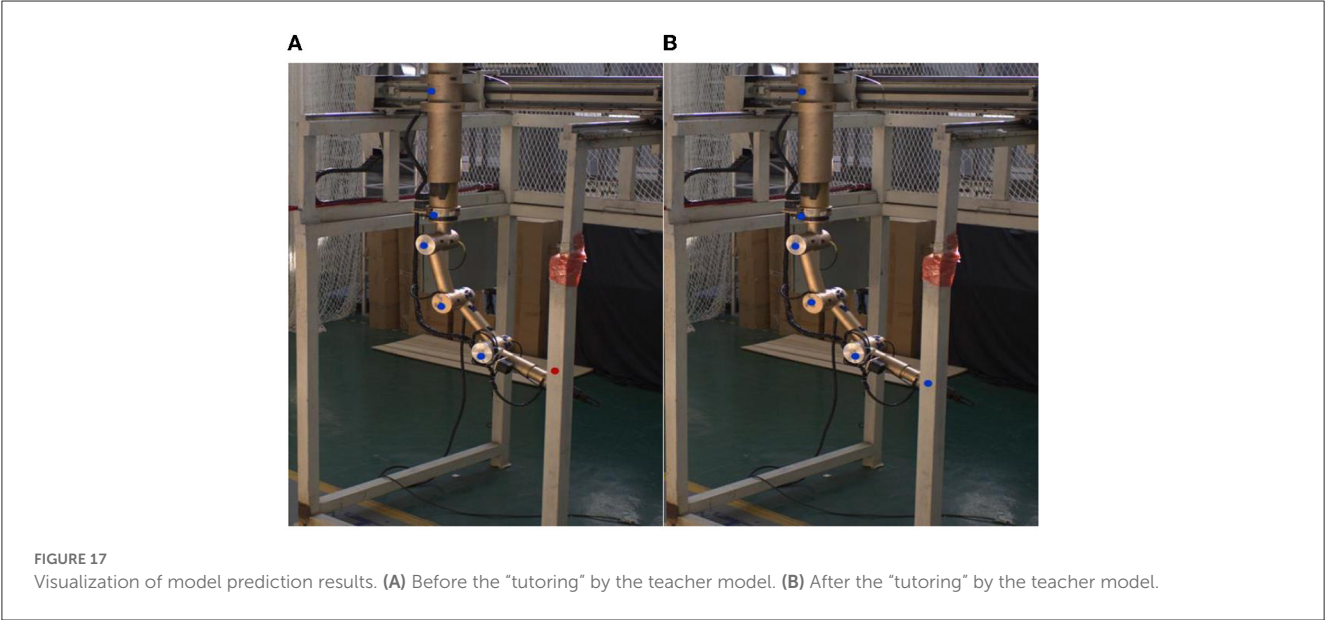 A B
FIGURE 17
Visualization of model prediction results. (A) Before the “tutoring” by the teacher model. (B) After the “tutoring” by the teacher model.